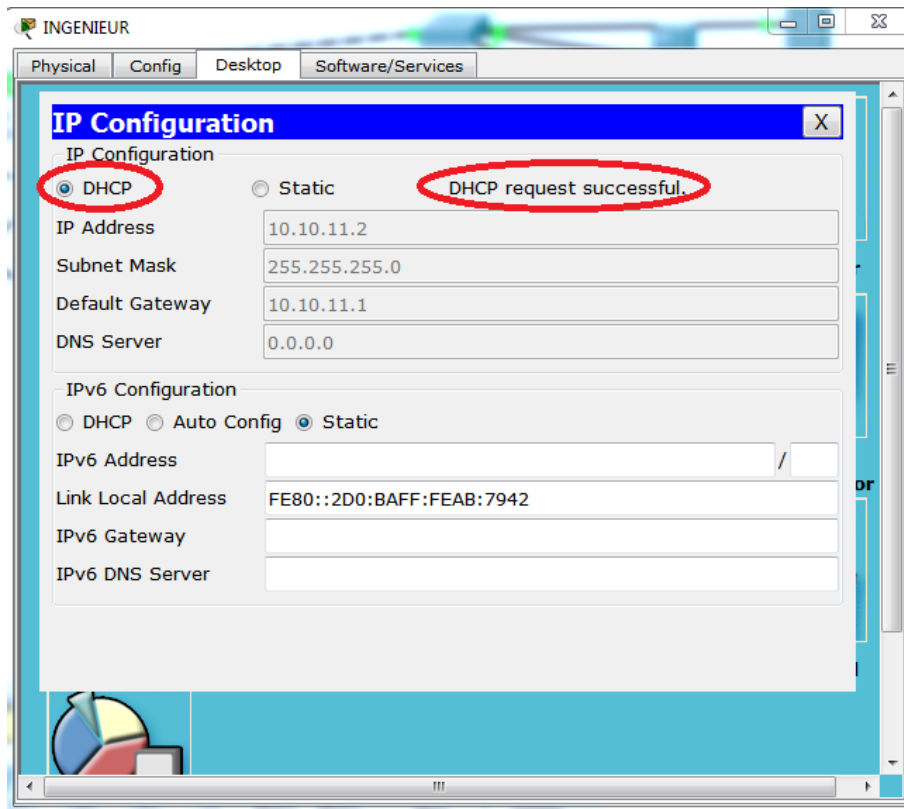 INGENIEUR
Physical Config Desktop Software/Services
IP Configuration X
IP Configuration
DHCP Static DHCP request successful.
IP Address 10.10.11.2
Subnet Mask 255.255.255.0
Default Gateway 10.10.11.1
DNS Server 0.0.0.0
IPv6 Configuration
DHCP Auto Config Static
IPv6 Address /
Link Local Address FE80::2D0:BAFF:FEAB:7942
or
IPv6 Gateway
IPv6 DNS Server